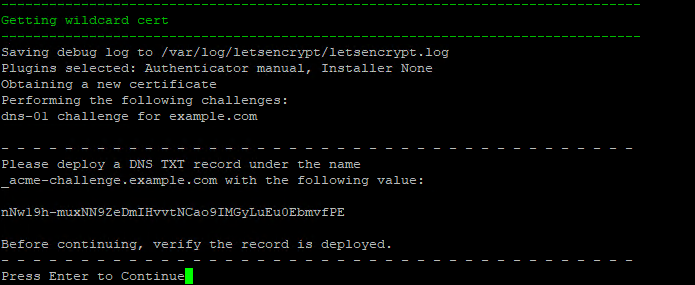 -------------------------------------------------------------------------------
Getting wildcard cert
-------------------------------------------------------------------------------
Saving debug log to /var/log/letsencrypt/letsencrypt.log
Plugins selected: Authenticator manual, Installer None
Obtaining a new certificate
Performing the following challenges:
dns-01 challenge for example.com
- - - - - - - - - - - - - - - - - - - - - - - - - - - - - - - - - - - - - - - -
Please deploy a DNS TXT record under the name
_acme-challenge.example.com with the following value:
nNw19h-muxNN9ZeDmIHvvtNCao9IMGyLuEu0EbmvfPE
Before continuing, verify the record is deployed.
- - - - - - - - - - - - - - - - - - - - - - - - - - - - - - - - - - - - - - - -
Press Enter to Continue